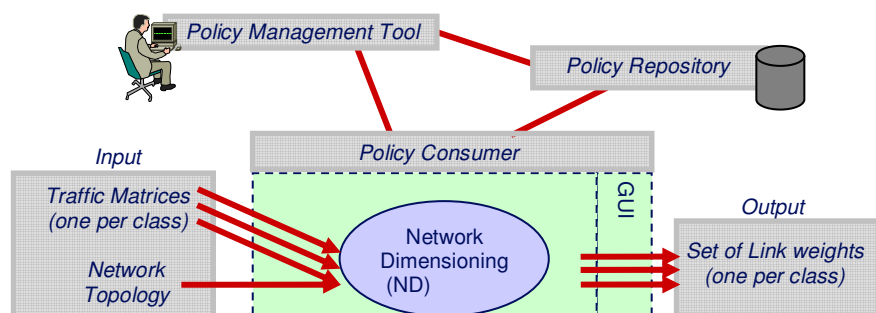 Policy Management Tool
Policy Repository
Policy Consumer
Input
Traffic Matrices
(one per class)
Network
Topology
Network
Dimensioning
(ND)
GUI
Output
Set of Link weights
(one per class)